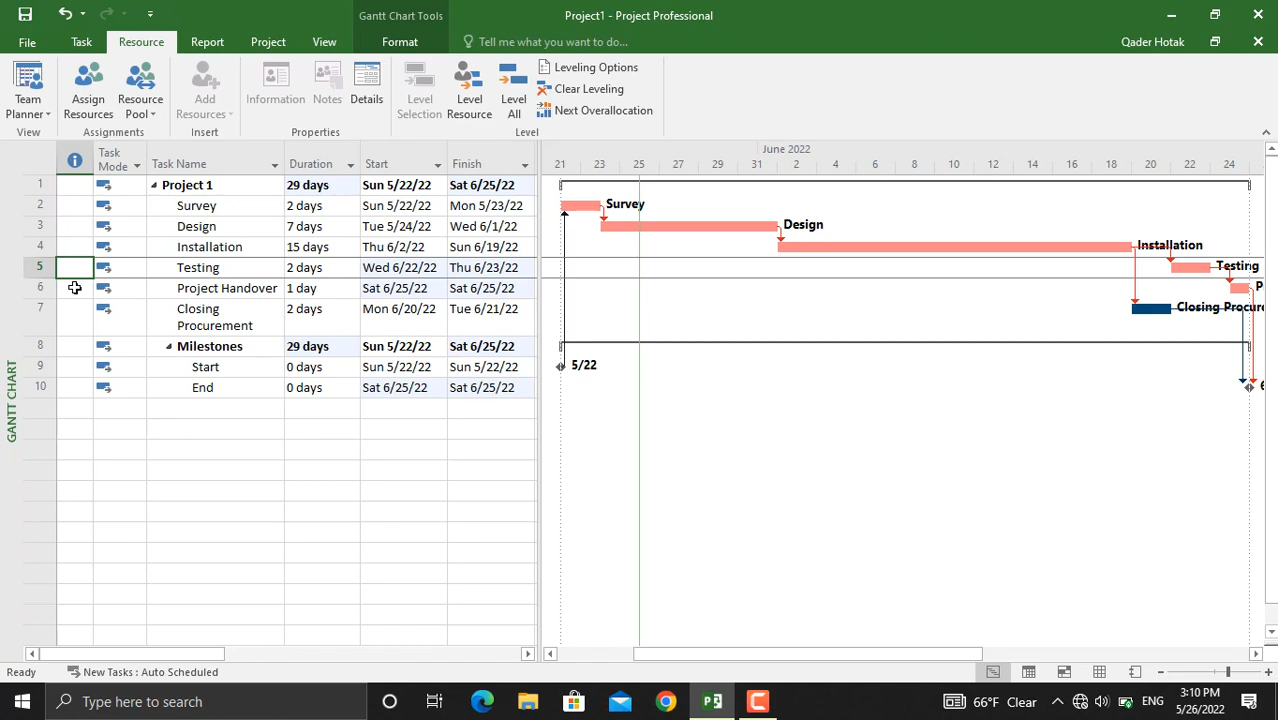 Gantt Chart Tools
Project1 - Project Professional
File
Task
Resource
Report
Project
View
Format
Tell me what you want to do...
Qader Hotak
Team Planner
Assign Resources
Resource Pool
Add Resources
Information
Notes
Details
Level Selection
Level Resource
Level All
Leveling Options
Clear Leveling
Next Overallocation
View
Assignments
Insert
Properties
Level
Task Mode
Task Name
Duration
Start
Finish
June 2022
21 23 25 27 29 31 2 4 6 8 10 12 14 16 18 20 22 24
1 Project 1 29 days Sun 5/22/22 Sat 6/25/22
2 Survey 2 days Sun 5/22/22 Mon 5/23/22
3 Design 7 days Tue 5/24/22 Wed 6/1/22
4 Installation 15 days Thu 6/2/22 Sun 6/19/22
5 Testing 2 days Wed 6/22/22 Thu 6/23/22
6 Project Handover 1 day Sat 6/25/22 Sat 6/25/22
7 Closing Procurement 2 days Mon 6/20/22 Tue 6/21/22
8 Milestones 29 days Sun 5/22/22 Sat 6/25/22
9 Start 0 days Sun 5/22/22 Sun 5/22/22
10 End 0 days Sat 6/25/22 Sat 6/25/22
Survey
Design
Installation
Testing
Closing Procure
5/22
GANTT CHART
Ready
New Tasks : Auto Scheduled
Type here to search
66°F Clear
ENG
3:10 PM
5/26/2022